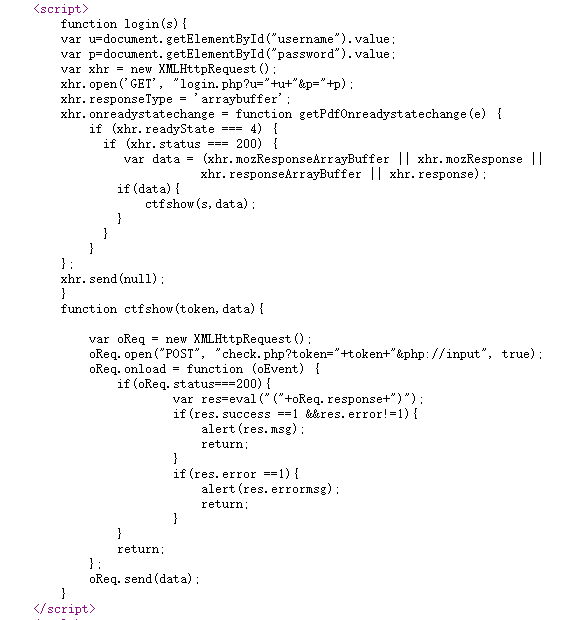 <script>
function login(s){
var u=document.getElementById("username").value;
var p=document.getElementById("password").value;
var xhr = new XMLHttpRequest();
xhr.open('GET', "login.php?u="+u+"&p="+p);
xhr.responseType = 'arraybuffer';
xhr.onreadystatechange = function getPdfOnreadystatechange(e) {
if (xhr.readyState === 4) {
if (xhr.status === 200) {
var data = (xhr.mozResponseArrayBuffer || xhr.mozResponse ||
xhr.responseArrayBuffer || xhr.response);
if(data){
ctfshow(s,data);
}
}
}
};
xhr.send(null);
}
function ctfshow(token,data){
var oReq = new XMLHttpRequest();
oReq.open("POST", "check.php?token="+token+"&php://input", true);
oReq.onload = function (oEvent) {
if(oReq.status===200){
var res=eval("("+oReq.response+")");
if(res.success ==1 &&res.error!=1){
alert(res.msg);
return;
}
if(res.error ==1){
alert(res.errormsg);
return;
}
}
return;
};
oReq.send(data);
}
</script>